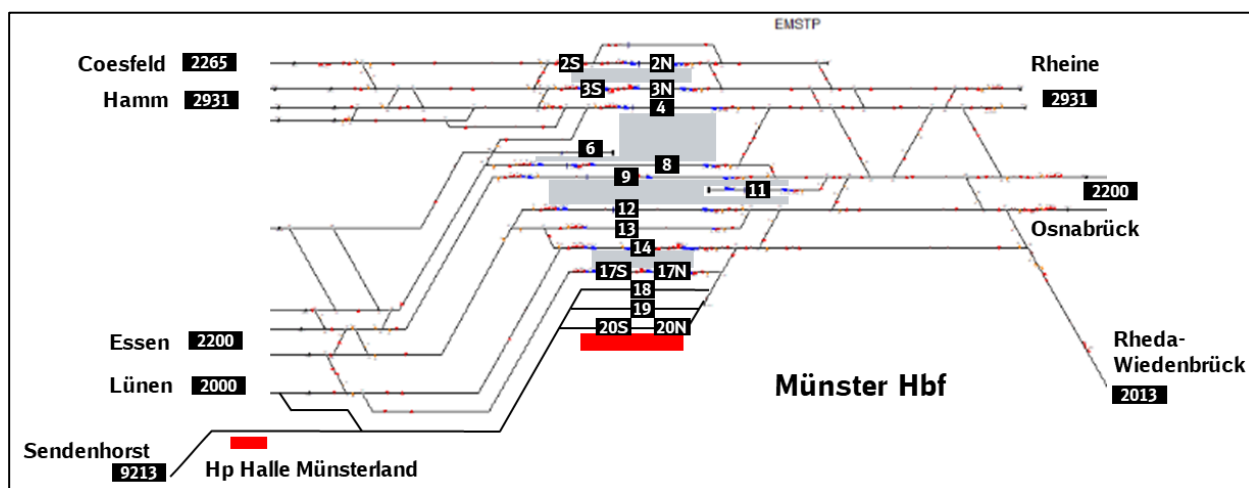 EMSTP
Coesfeld 2265 2S 2N Rheine
Hamm 2931 3S 3N 2931
4
6
8
9 11 2200
12 Osnabrück
13
14
17S 17N
18
19
Essen 2200 20S 20N Rheda-
Wiedenbrück
Lünen 2000 Münster Hbf 2013
Sendenhorst
9213 Hp Halle Münsterland